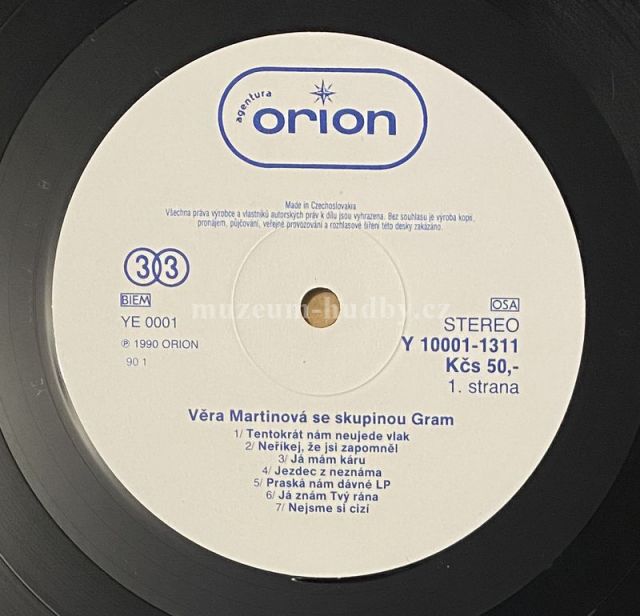 agentura
orion
Made in Czechoslovakia
Všechna práva výrobce a vlastníků autorských práv k dílu jsou vyhrazena. Bez souhlasu je výroba kopií,
pronájem, půjčování, veřejné provozování a rozhlasové šíření této desky zakázáno.
33
BIEM
OSA
muzeum-hudby.cz
YE 0001
STEREO
℗ 1990 ORION
Y 10001-1311
90 1
Kčs 50,-
1. strana
Věra Martinová se skupinou Gram
1/ Tentokrát nám neujede vlak
2/ Neříkej, že jsi zapomněl
3/ Já mám káru
4/ Jezdec z neznáma
5/ Praská nám dávné LP
6/ Já znám Tvý rána
7/ Nejsme si cizí